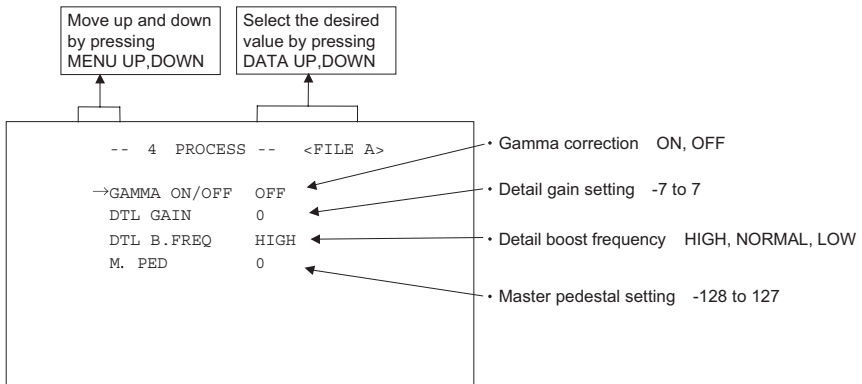 Move up and down
by pressing
MENU UP,DOWN
Select the desired
value by pressing
DATA UP,DOWN
-- 4 PROCESS -- <FILE A>
→GAMMA ON/OFF OFF
DTL GAIN 0
DTL B.FREQ HIGH
M. PED 0
・Gamma correction ON, OFF
・Detail gain setting -7 to 7
・Detail boost frequency HIGH, NORMAL, LOW
・Master pedestal setting -128 to 127